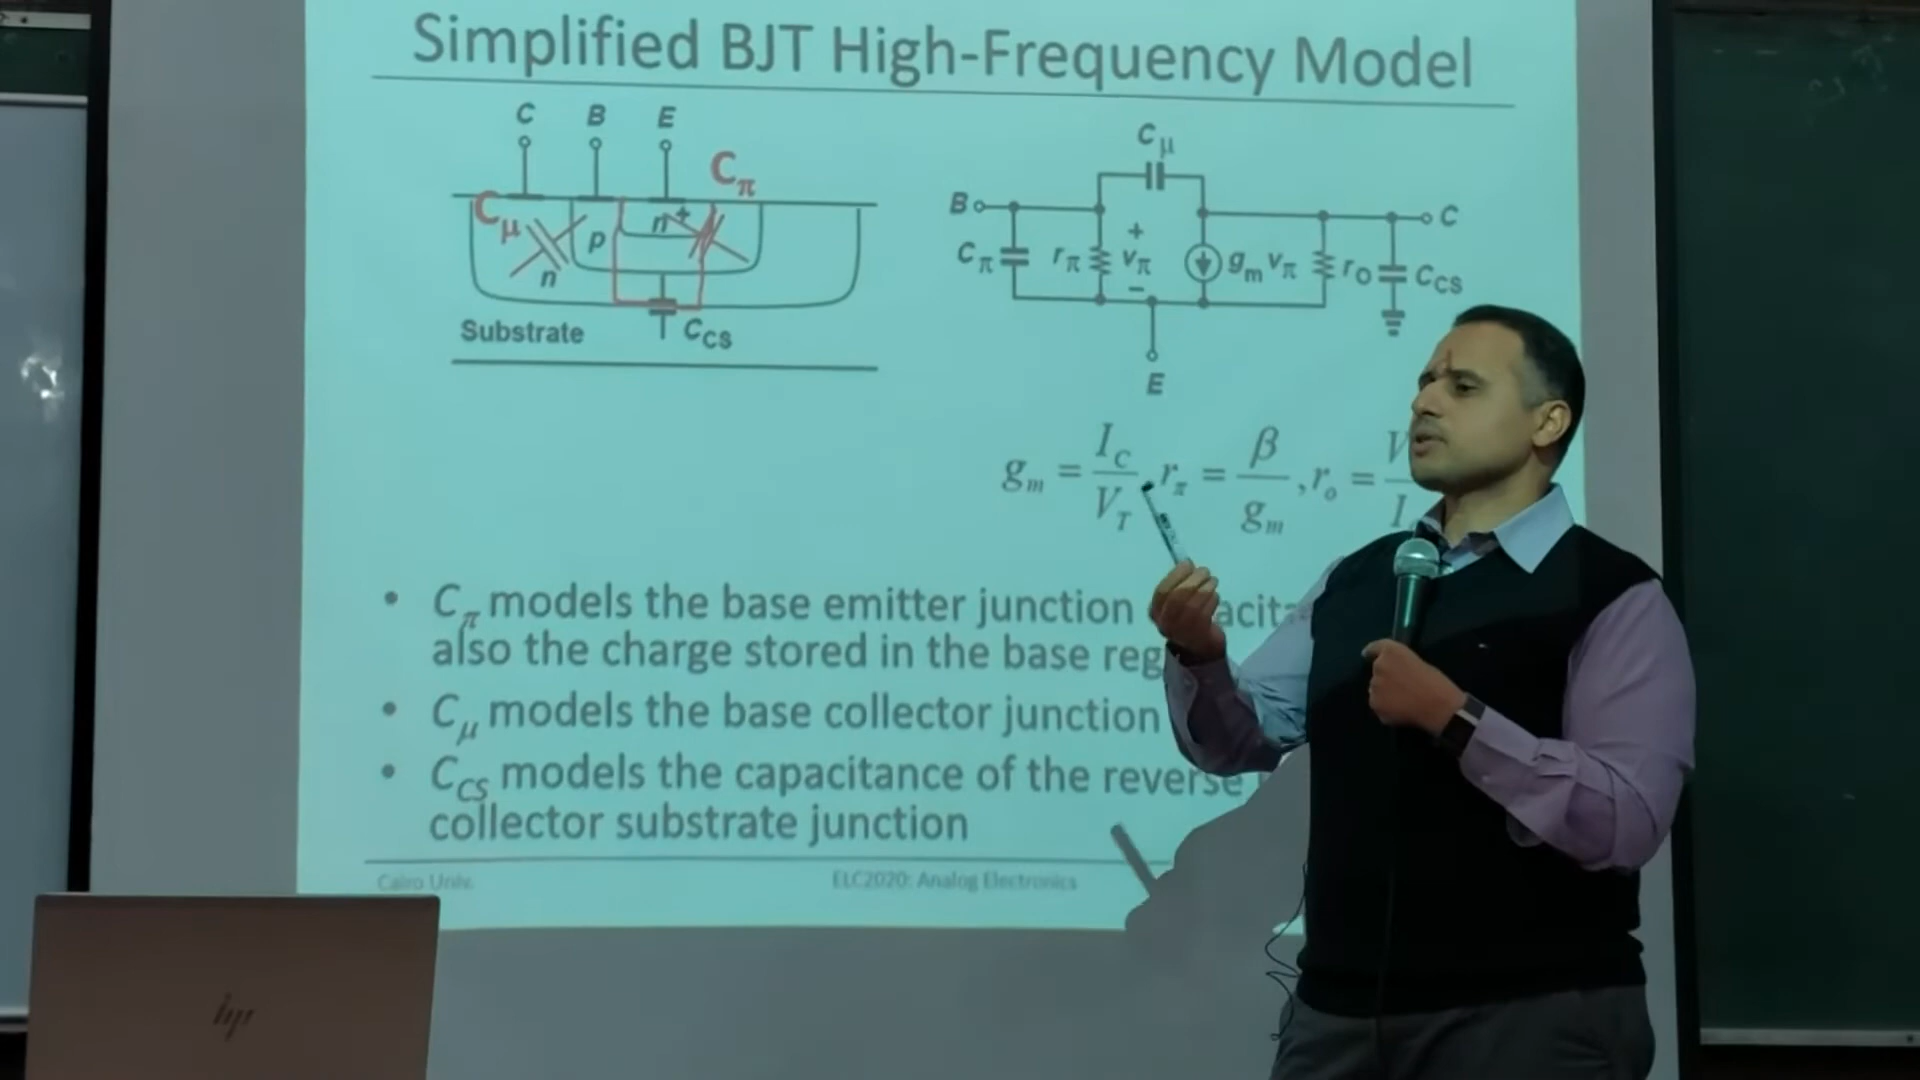 Simplified BJT High-Frequency Model
C B E
Cπ
Cμ
n+
p
n
Substrate
CCS
Cμ
B
C
Cπ
rπ
+
vπ
−
gm vπ
rO
CCS
E
gm = IC / VT , rπ = β / gm , ro = V / I
• Cπ models the base emitter junction
also the charge stored in the base
• Cμ models the base collector junction
• CCS models the capacitance of the reverse
collector substrate junction
Cairo Univ.
ELC2020: Analog Electronics
hp